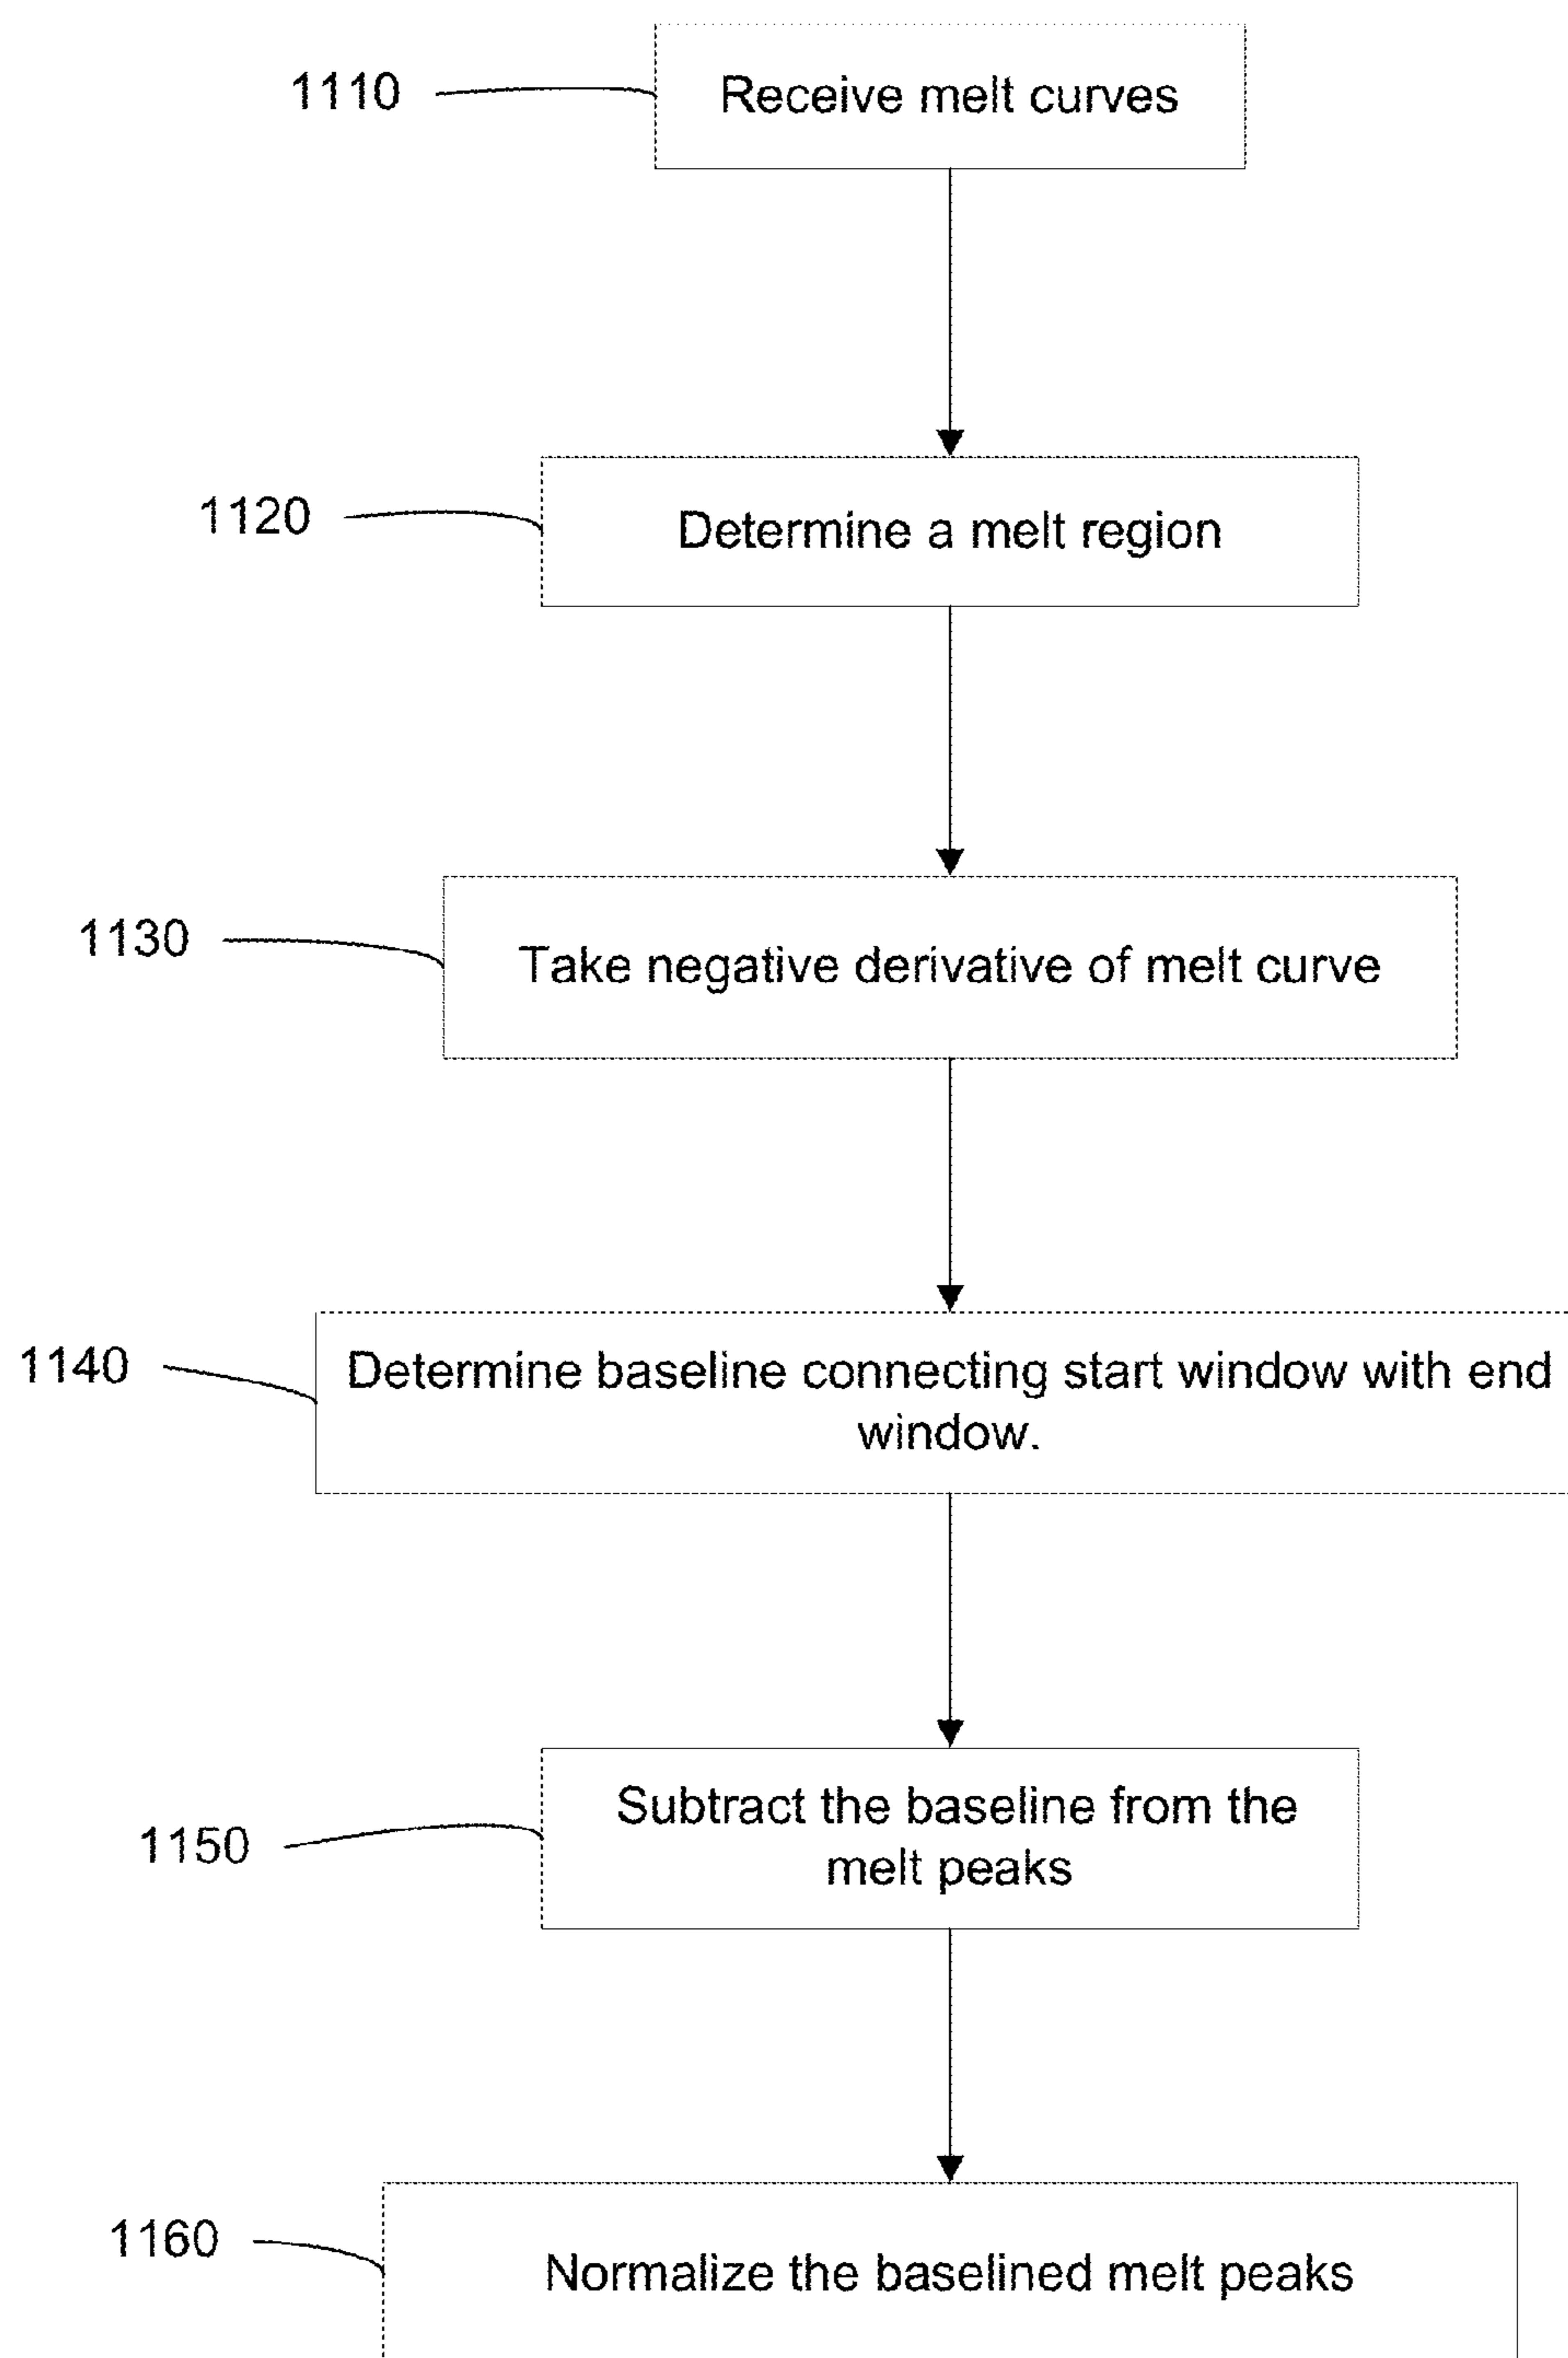 1110
Receive melt curves
1120
Determine a melt region
1130
Take negative derivative of melt curve
1140
Determine baseline connecting start window with end
window.
1150
Subtract the baseline from the
melt peaks
1160
Normalize the baselined melt peaks